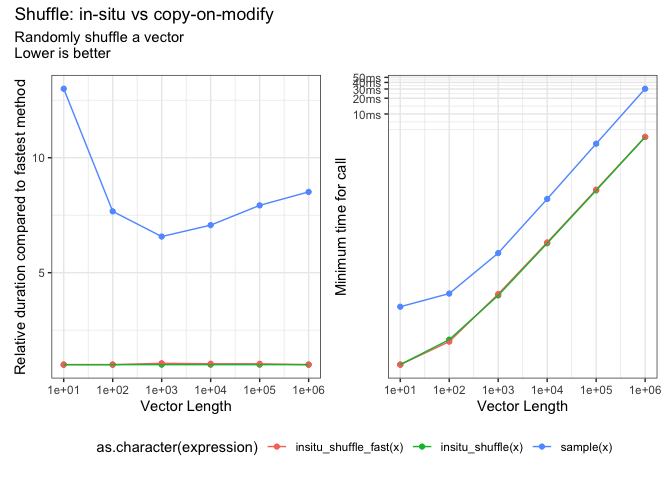 Shuffle: in-situ vs copy-on-modify
Randomly shuffle a vector
Lower is better
Relative duration compared to fastest method
10
5
1e+01 1e+02 1e+03 1e+04 1e+05 1e+06
Vector Length
Minimum time for call
50ms
40ms
30ms
20ms
10ms
1e+01 1e+02 1e+03 1e+04 1e+05 1e+06
Vector Length
as.character(expression) insitu_shuffle_fast(x) insitu_shuffle(x) sample(x)